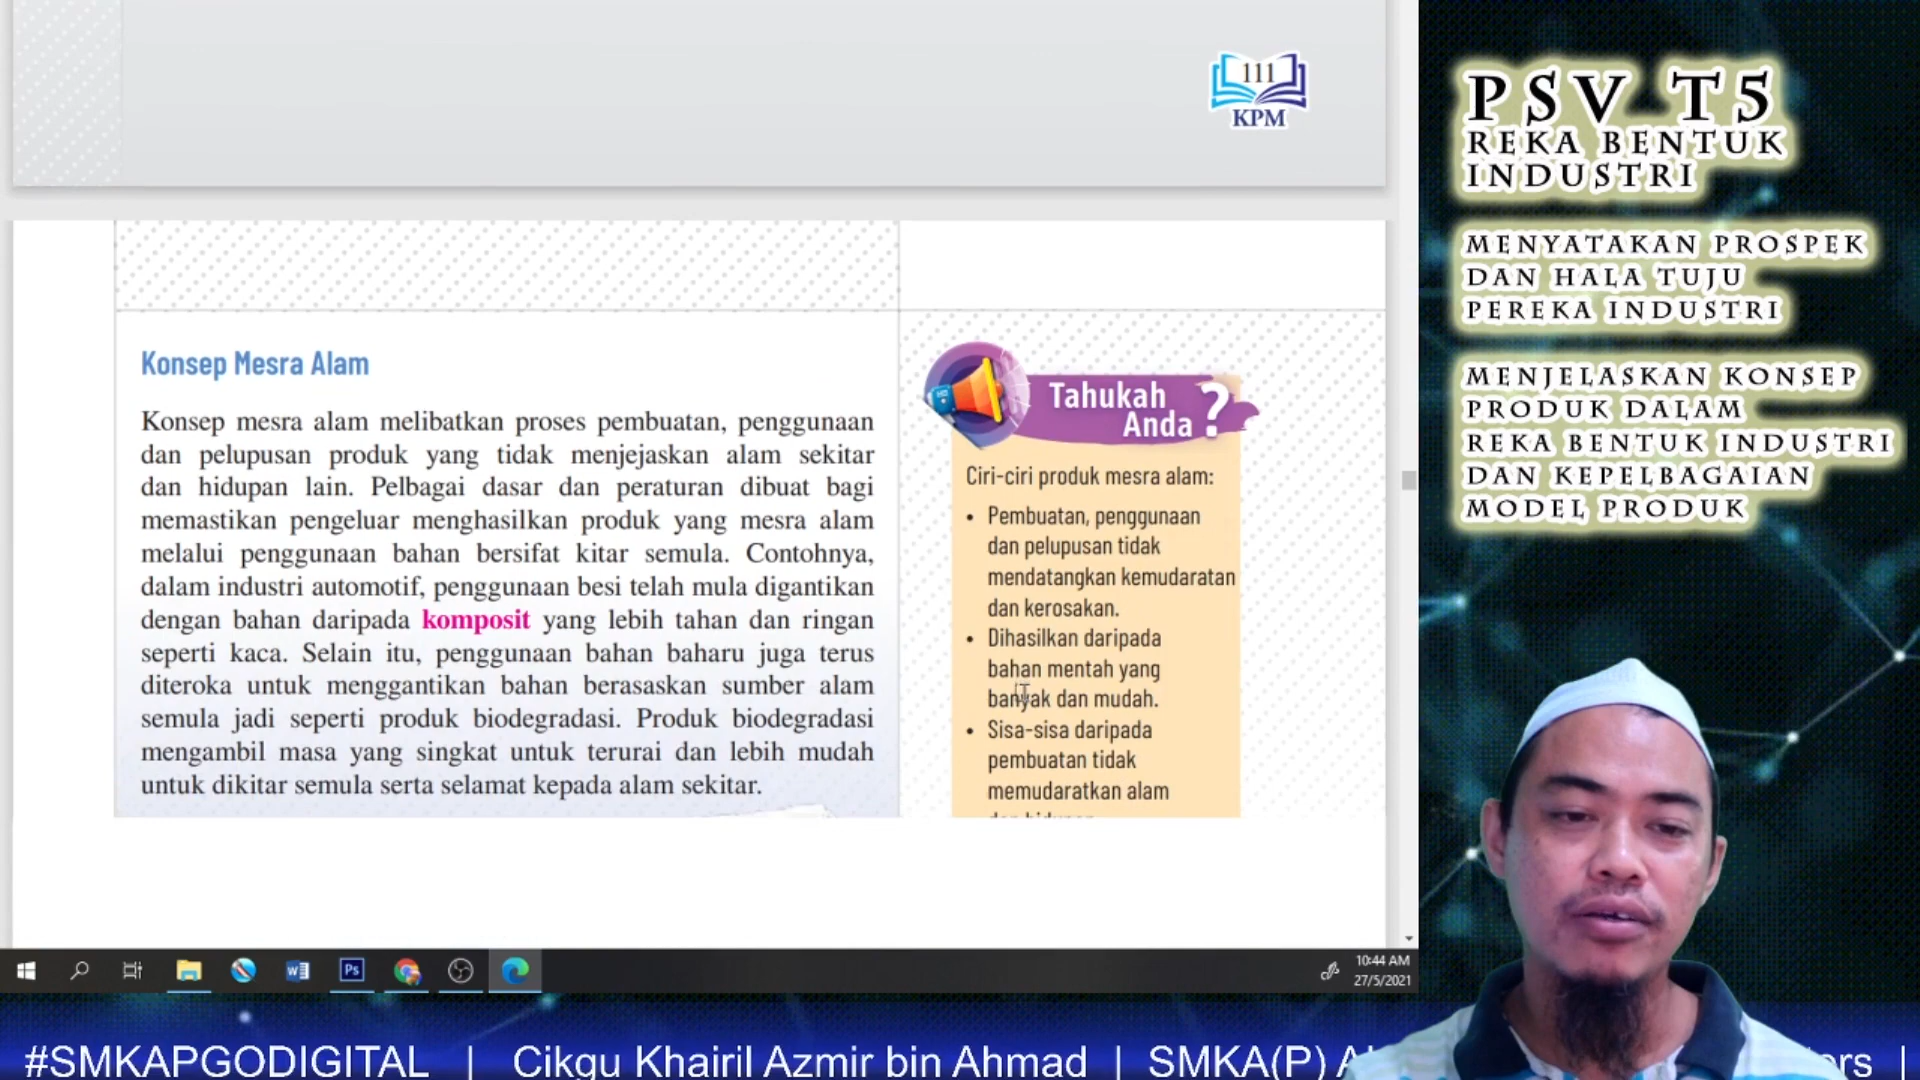 111
KPM
Konsep Mesra Alam
Konsep mesra alam melibatkan proses pembuatan, penggunaan
dan pelupusan produk yang tidak menjejaskan alam sekitar
dan hidupan lain. Pelbagai dasar dan peraturan dibuat bagi
memastikan pengeluar menghasilkan produk yang mesra alam
melalui penggunaan bahan bersifat kitar semula. Contohnya,
dalam industri automotif, penggunaan besi telah mula digantikan
dengan bahan daripada komposit yang lebih tahan dan ringan
seperti kaca. Selain itu, penggunaan bahan baharu juga terus
diteroka untuk menggantikan bahan berasaskan sumber alam
semula jadi seperti produk biodegradasi. Produk biodegradasi
mengambil masa yang singkat untuk terurai dan lebih mudah
untuk dikitar semula serta selamat kepada alam sekitar.
Tahukah
Anda ?
Ciri-ciri produk mesra alam:
• Pembuatan, penggunaan
dan pelupusan tidak
mendatangkan kemudaratan
dan kerosakan.
• Dihasilkan daripada
bahan mentah yang
banyak dan mudah.
• Sisa-sisa daripada
pembuatan tidak
memudaratkan alam
PSV T5
REKA BENTUK
INDUSTRI
MENYATAKAN PROSPEK
DAN HALA TUJU
PEREKA INDUSTRI
MENJELASKAN KONSEP
PRODUK DALAM
REKA BENTUK INDUSTRI
DAN KEPELBAGAIAN
MODEL PRODUK
Ps
10:44 AM
27/5/2021
#SMKAPGODIGITAL | Cikgu Khairil Azmir bin Ahmad | SMKA(P) A